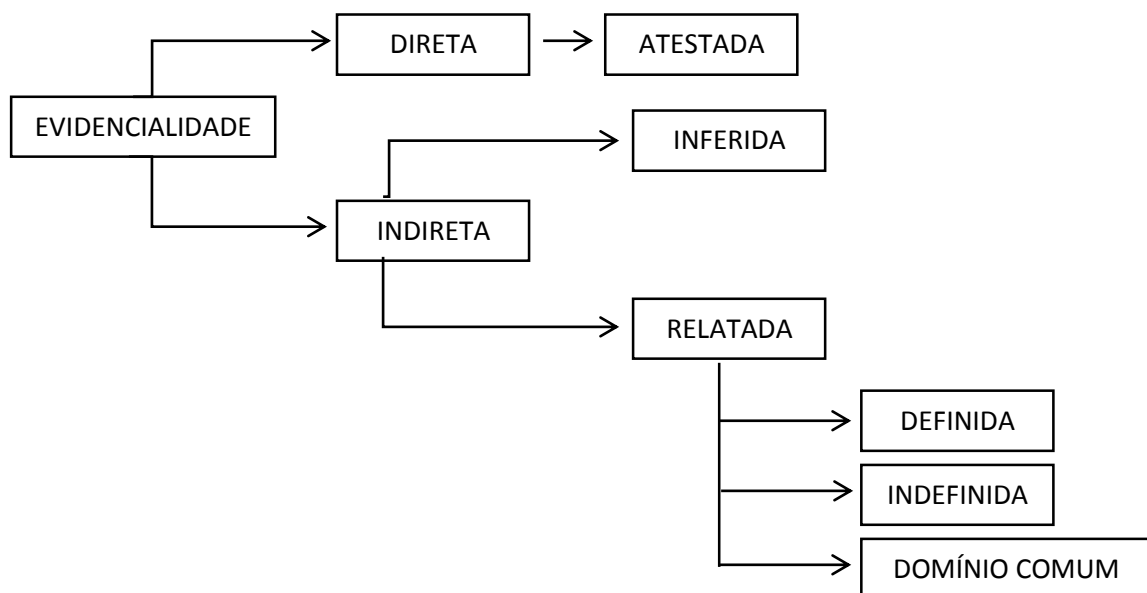 DIRETA
ATESTADA
EVIDENCIALIDADE
INFERIDA
INDIRETA
RELATADA
DEFINIDA
INDEFINIDA
DOMÍNIO COMUM